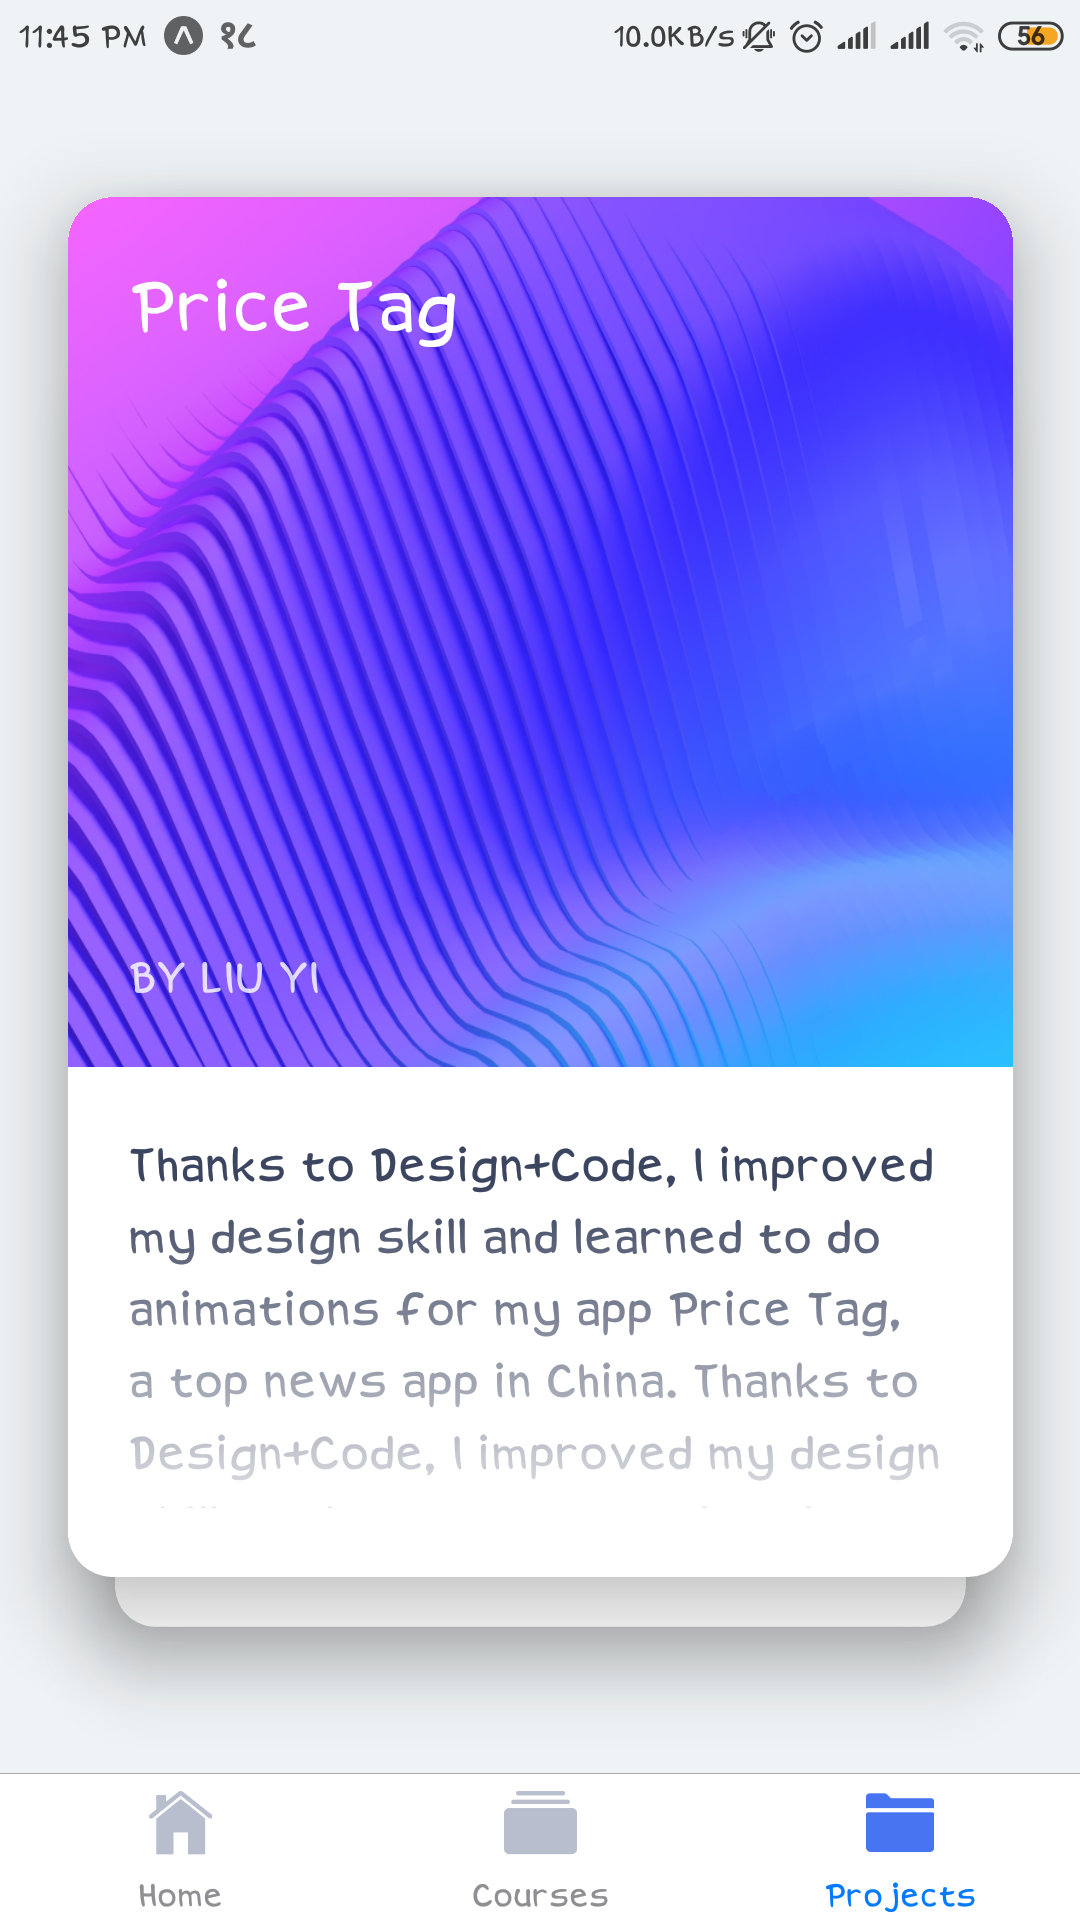 11:45 PM १८ 10.0KB/s 56
Price Tag
BY LIU YI
Thanks to Design+Code, I improved
my design skill and learned to do
animations for my app Price Tag,
a top news app in China. Thanks to
Design+Code, I improved my design
Home Courses Projects